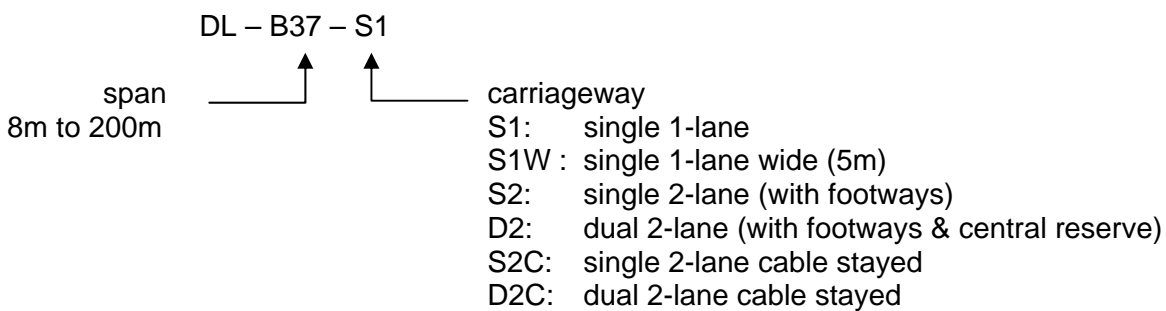 DL – B37 – S1
span
8m to 200m
carriageway
S1: single 1-lane
S1W : single 1-lane wide (5m)
S2: single 2-lane (with footways)
D2: dual 2-lane (with footways & central reserve)
S2C: single 2-lane cable stayed
D2C: dual 2-lane cable stayed